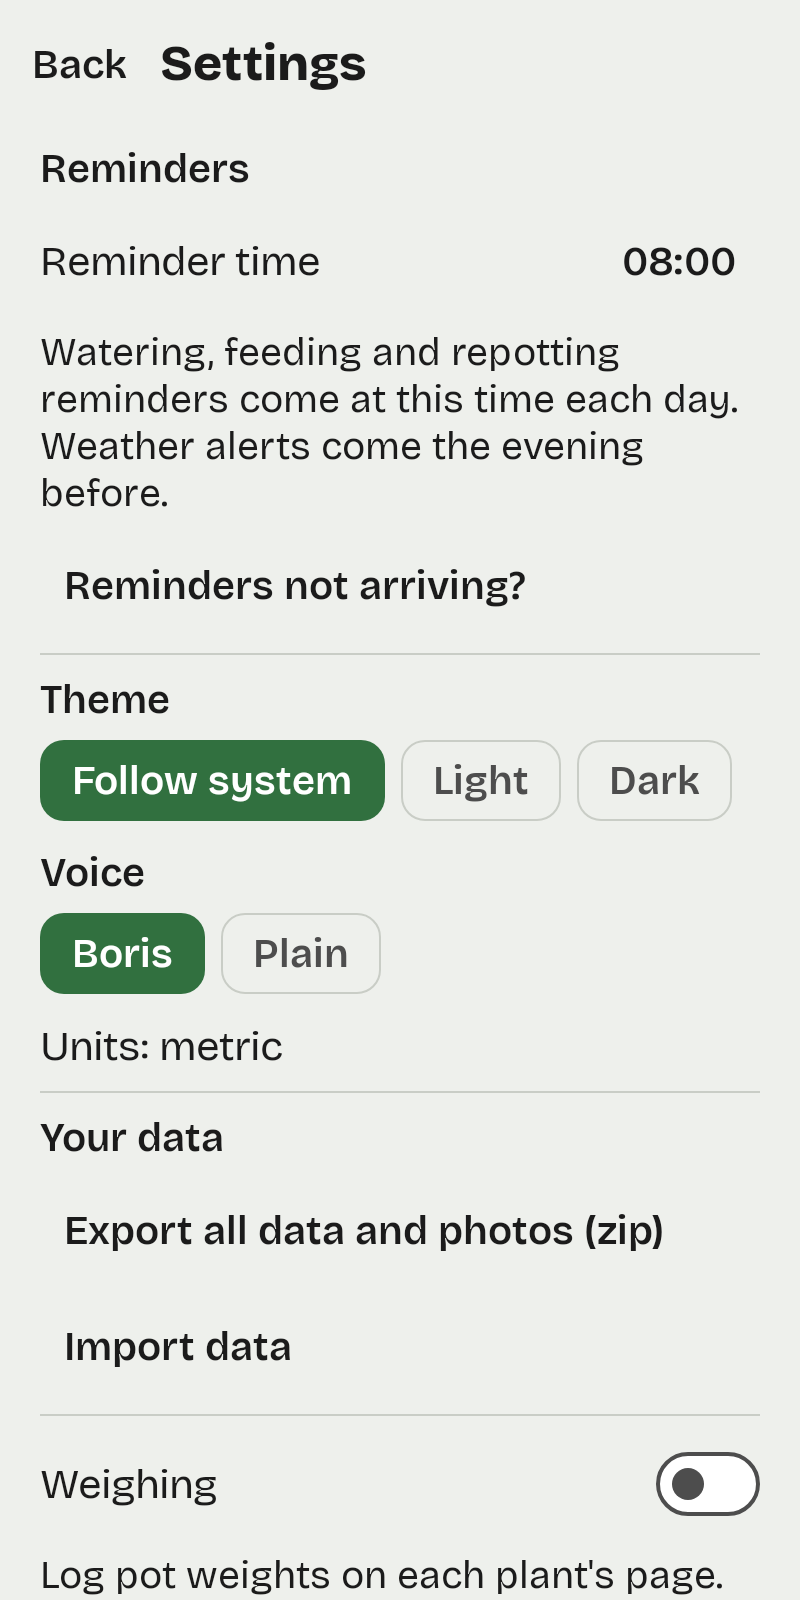 Back Settings
Reminders
Reminder time 08:00
Watering, feeding and repotting
reminders come at this time each day.
Weather alerts come the evening
before.
Reminders not arriving?
Theme
Follow system Light Dark
Voice
Boris Plain
Units: metric
Your data
Export all data and photos (zip)
Import data
Weighing
Log pot weights on each plant's page.